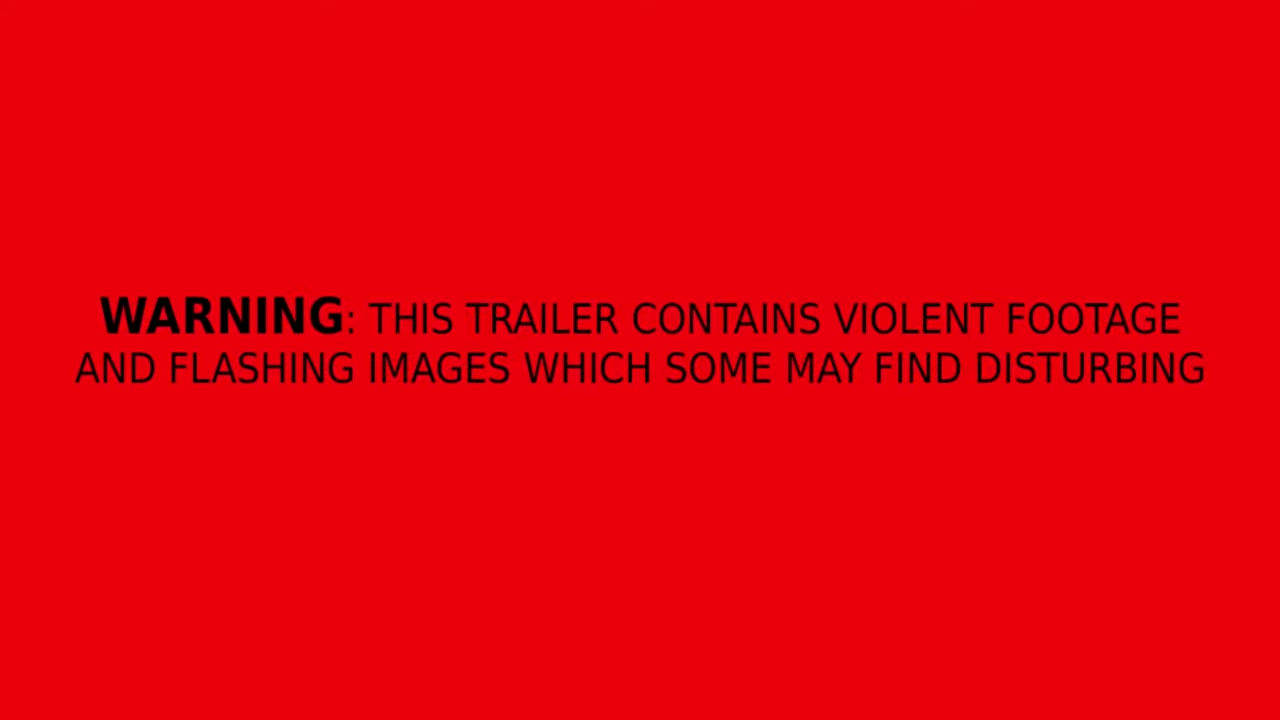 WARNING: THIS TRAILER CONTAINS VIOLENT FOOTAGE
AND FLASHING IMAGES WHICH SOME MAY FIND DISTURBING